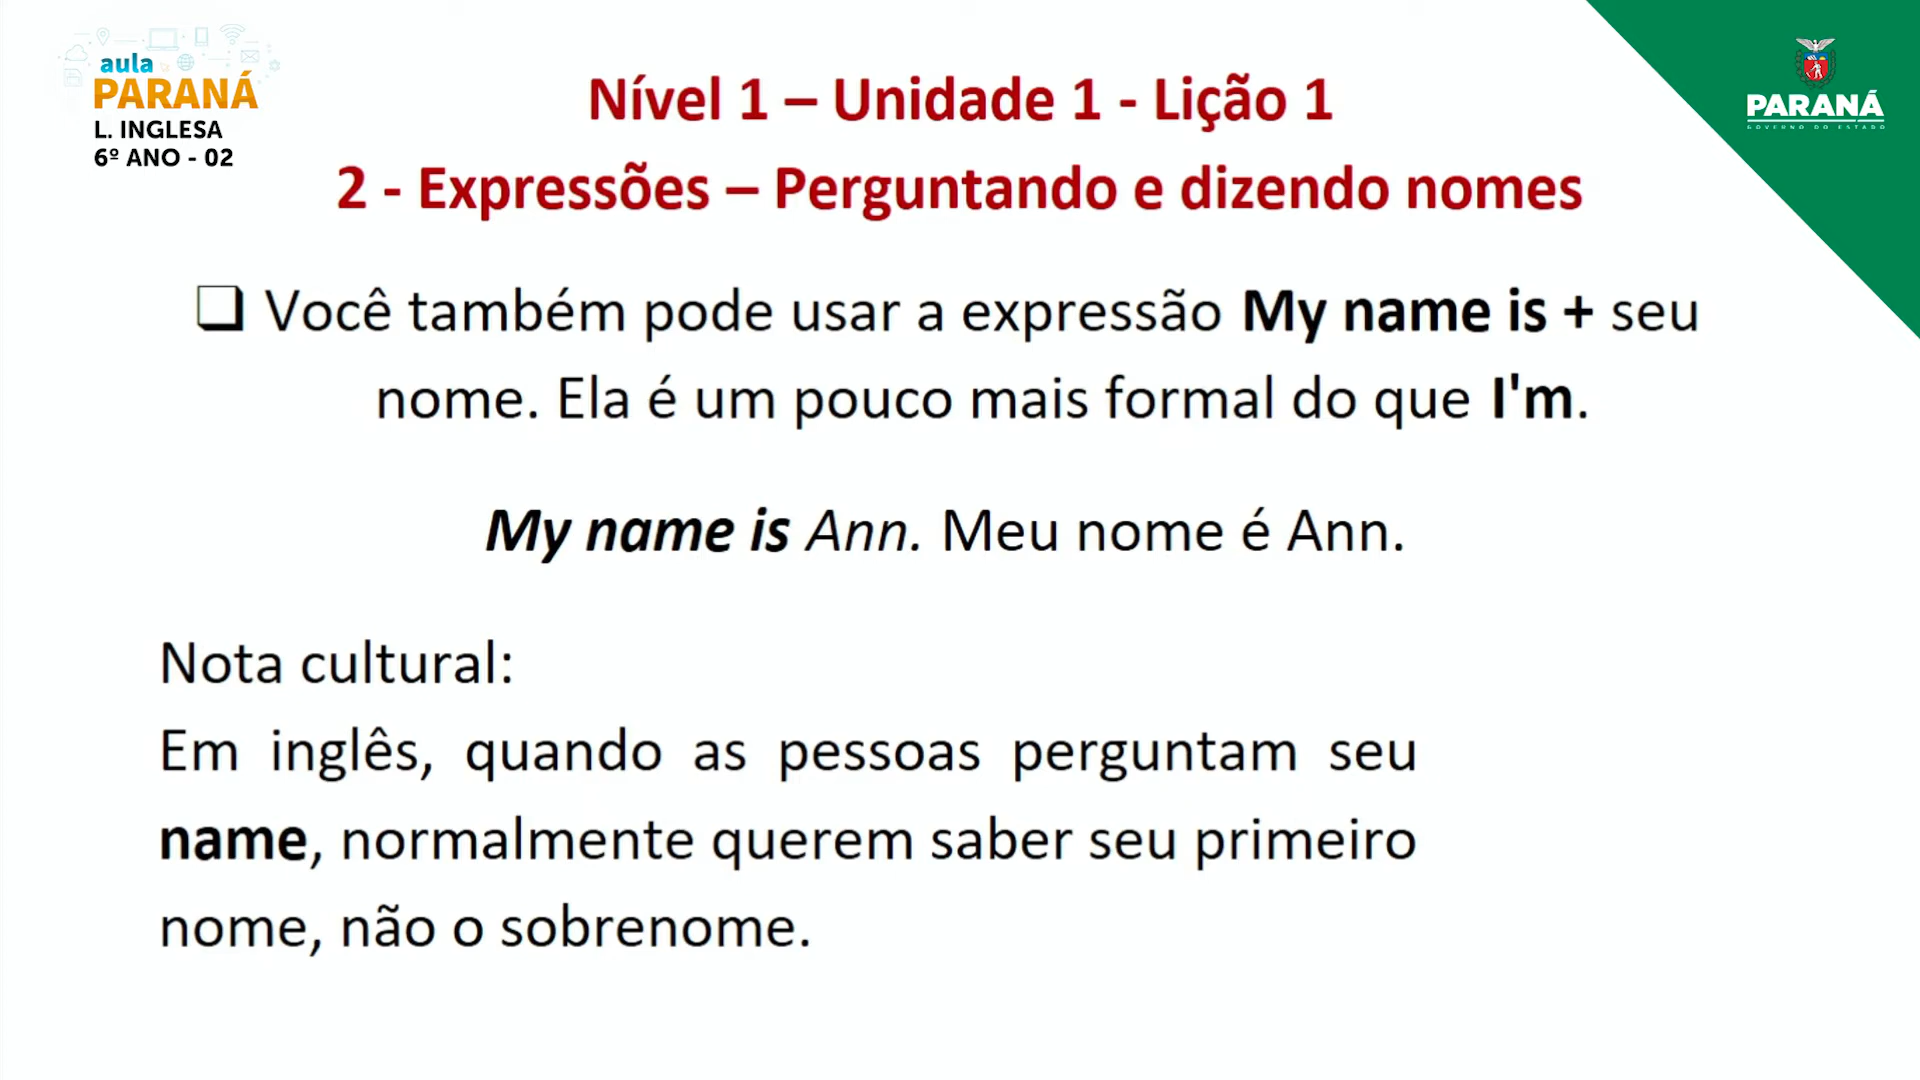 aula
PARANÁ
L. INGLESA
6º ANO - 02
PARANÁ
GOVERNO DO ESTADO
Nível 1 – Unidade 1 - Lição 1
2 - Expressões – Perguntando e dizendo nomes
❑ Você também pode usar a expressão My name is + seu
nome. Ela é um pouco mais formal do que I'm.
My name is Ann. Meu nome é Ann.
Nota cultural:
Em inglês, quando as pessoas perguntam seu
name, normalmente querem saber seu primeiro
nome, não o sobrenome.